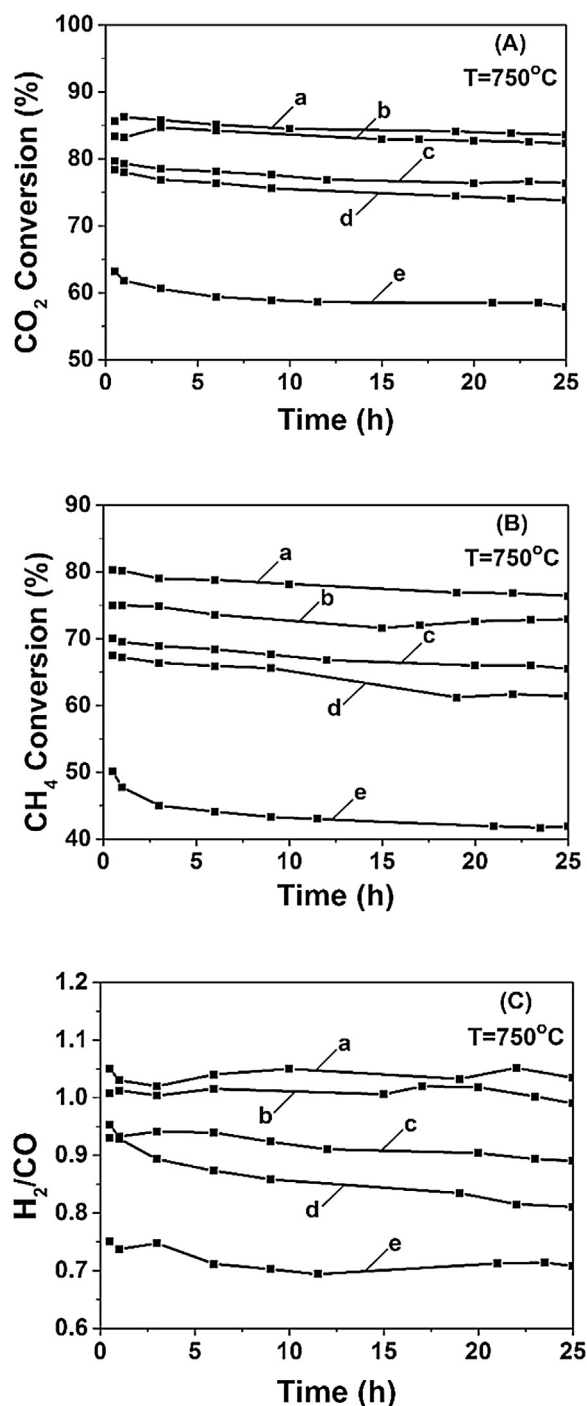 100
90
80
70
60
50
CO₂ Conversion (%)
(A)
T=750°C
a
b
c
d
e
0 5 10 15 20 25
Time (h)
90
80
70
60
50
40
CH₄ Conversion (%)
(B)
T=750°C
a
b
c
d
e
0 5 10 15 20 25
Time (h)
1.2
1.1
1.0
0.9
0.8
0.7
0.6
H₂/CO
(C)
T=750°C
a
b
c
d
e
0 5 10 15 20 25
Time (h)